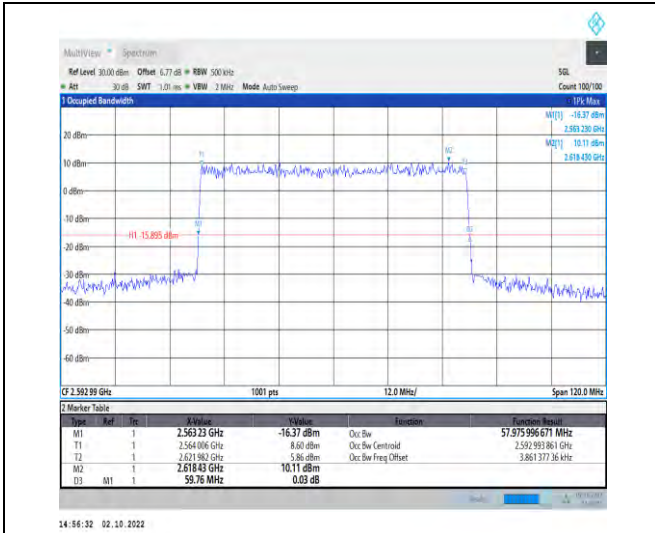 MultiView Spectrum
Ref Level 30.00 dBm Offset 6.77 dB RBW 500 kHz SGL
Att 30 dB SWT 1.01 ms VBW 2 MHz Mode Auto Sweep Count 100/100
1 Occupied Bandwidth 1Pk Max
M1[1] -16.37 dBm
2.563 230 GHz
M2[1] 10.11 dBm
2.618 430 GHz
20 dBm
10 dBm
0 dBm
-10 dBm
H1 -15.895 dBm
-20 dBm
-30 dBm
-40 dBm
-50 dBm
-60 dBm
T1
M2
CF 2.592 99 GHz 1001 pts 12.0 MHz/ Span 120.0 MHz
2 Marker Table
Type Ref Trc X-Value Y-Value Function Function Result
M1 1 2.563 23 GHz -16.37 dBm Occ Bw 57.975 996 671 MHz
T1 1 2.564 006 GHz 8.60 dBm Occ Bw Centroid 2.592 993 861 GHz
T2 1 2.621 982 GHz 5.86 dBm Occ Bw Freq Offset 3.861 377 36 kHz
M2 1 2.618 43 GHz 10.11 dBm
D3 M1 1 59.76 MHz 0.03 dB
14:56:32 02.10.2022